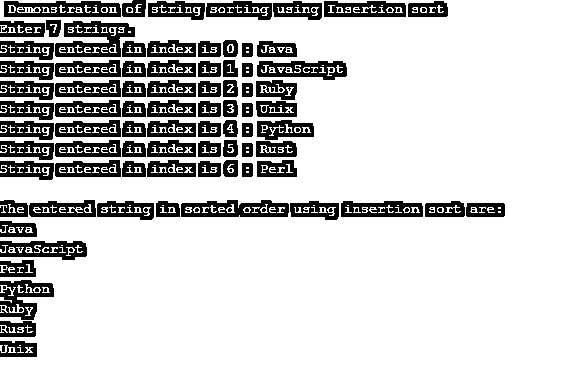 Demonstration of string sorting using Insertion sort
Enter 7 strings.
String entered in index is 0 : Java
String entered in index is 1 : JavaScript
String entered in index is 2 : Ruby
String entered in index is 3 : Unix
String entered in index is 4 : Python
String entered in index is 5 : Rust
String entered in index is 6 : Perl
The entered string in sorted order using insertion sort are:
Java
JavaScript
Perl
Python
Ruby
Rust
Unix